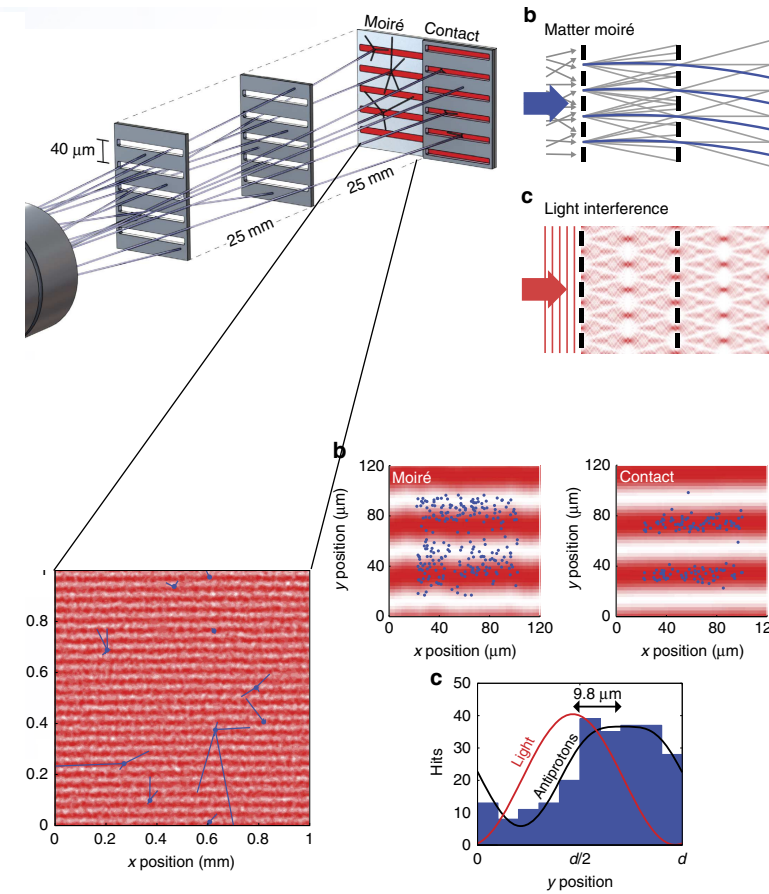 Moiré
Contact
40 μm
25 mm
25 mm
b
Matter moiré
c
Light interference
b
120
80
40
0
y position (μm)
Moiré
0
40
80
120
x position (μm)
120
80
40
0
y position (μm)
Contact
0
40
80
120
x position (μm)
1
0.8
0.6
0.4
0.2
0
0
0.2
0.4
0.6
0.8
1
x position (mm)
c
50
40
30
20
10
0
Hits
9.8 μm
Light
Antiprotons
0
d/2
d
y position